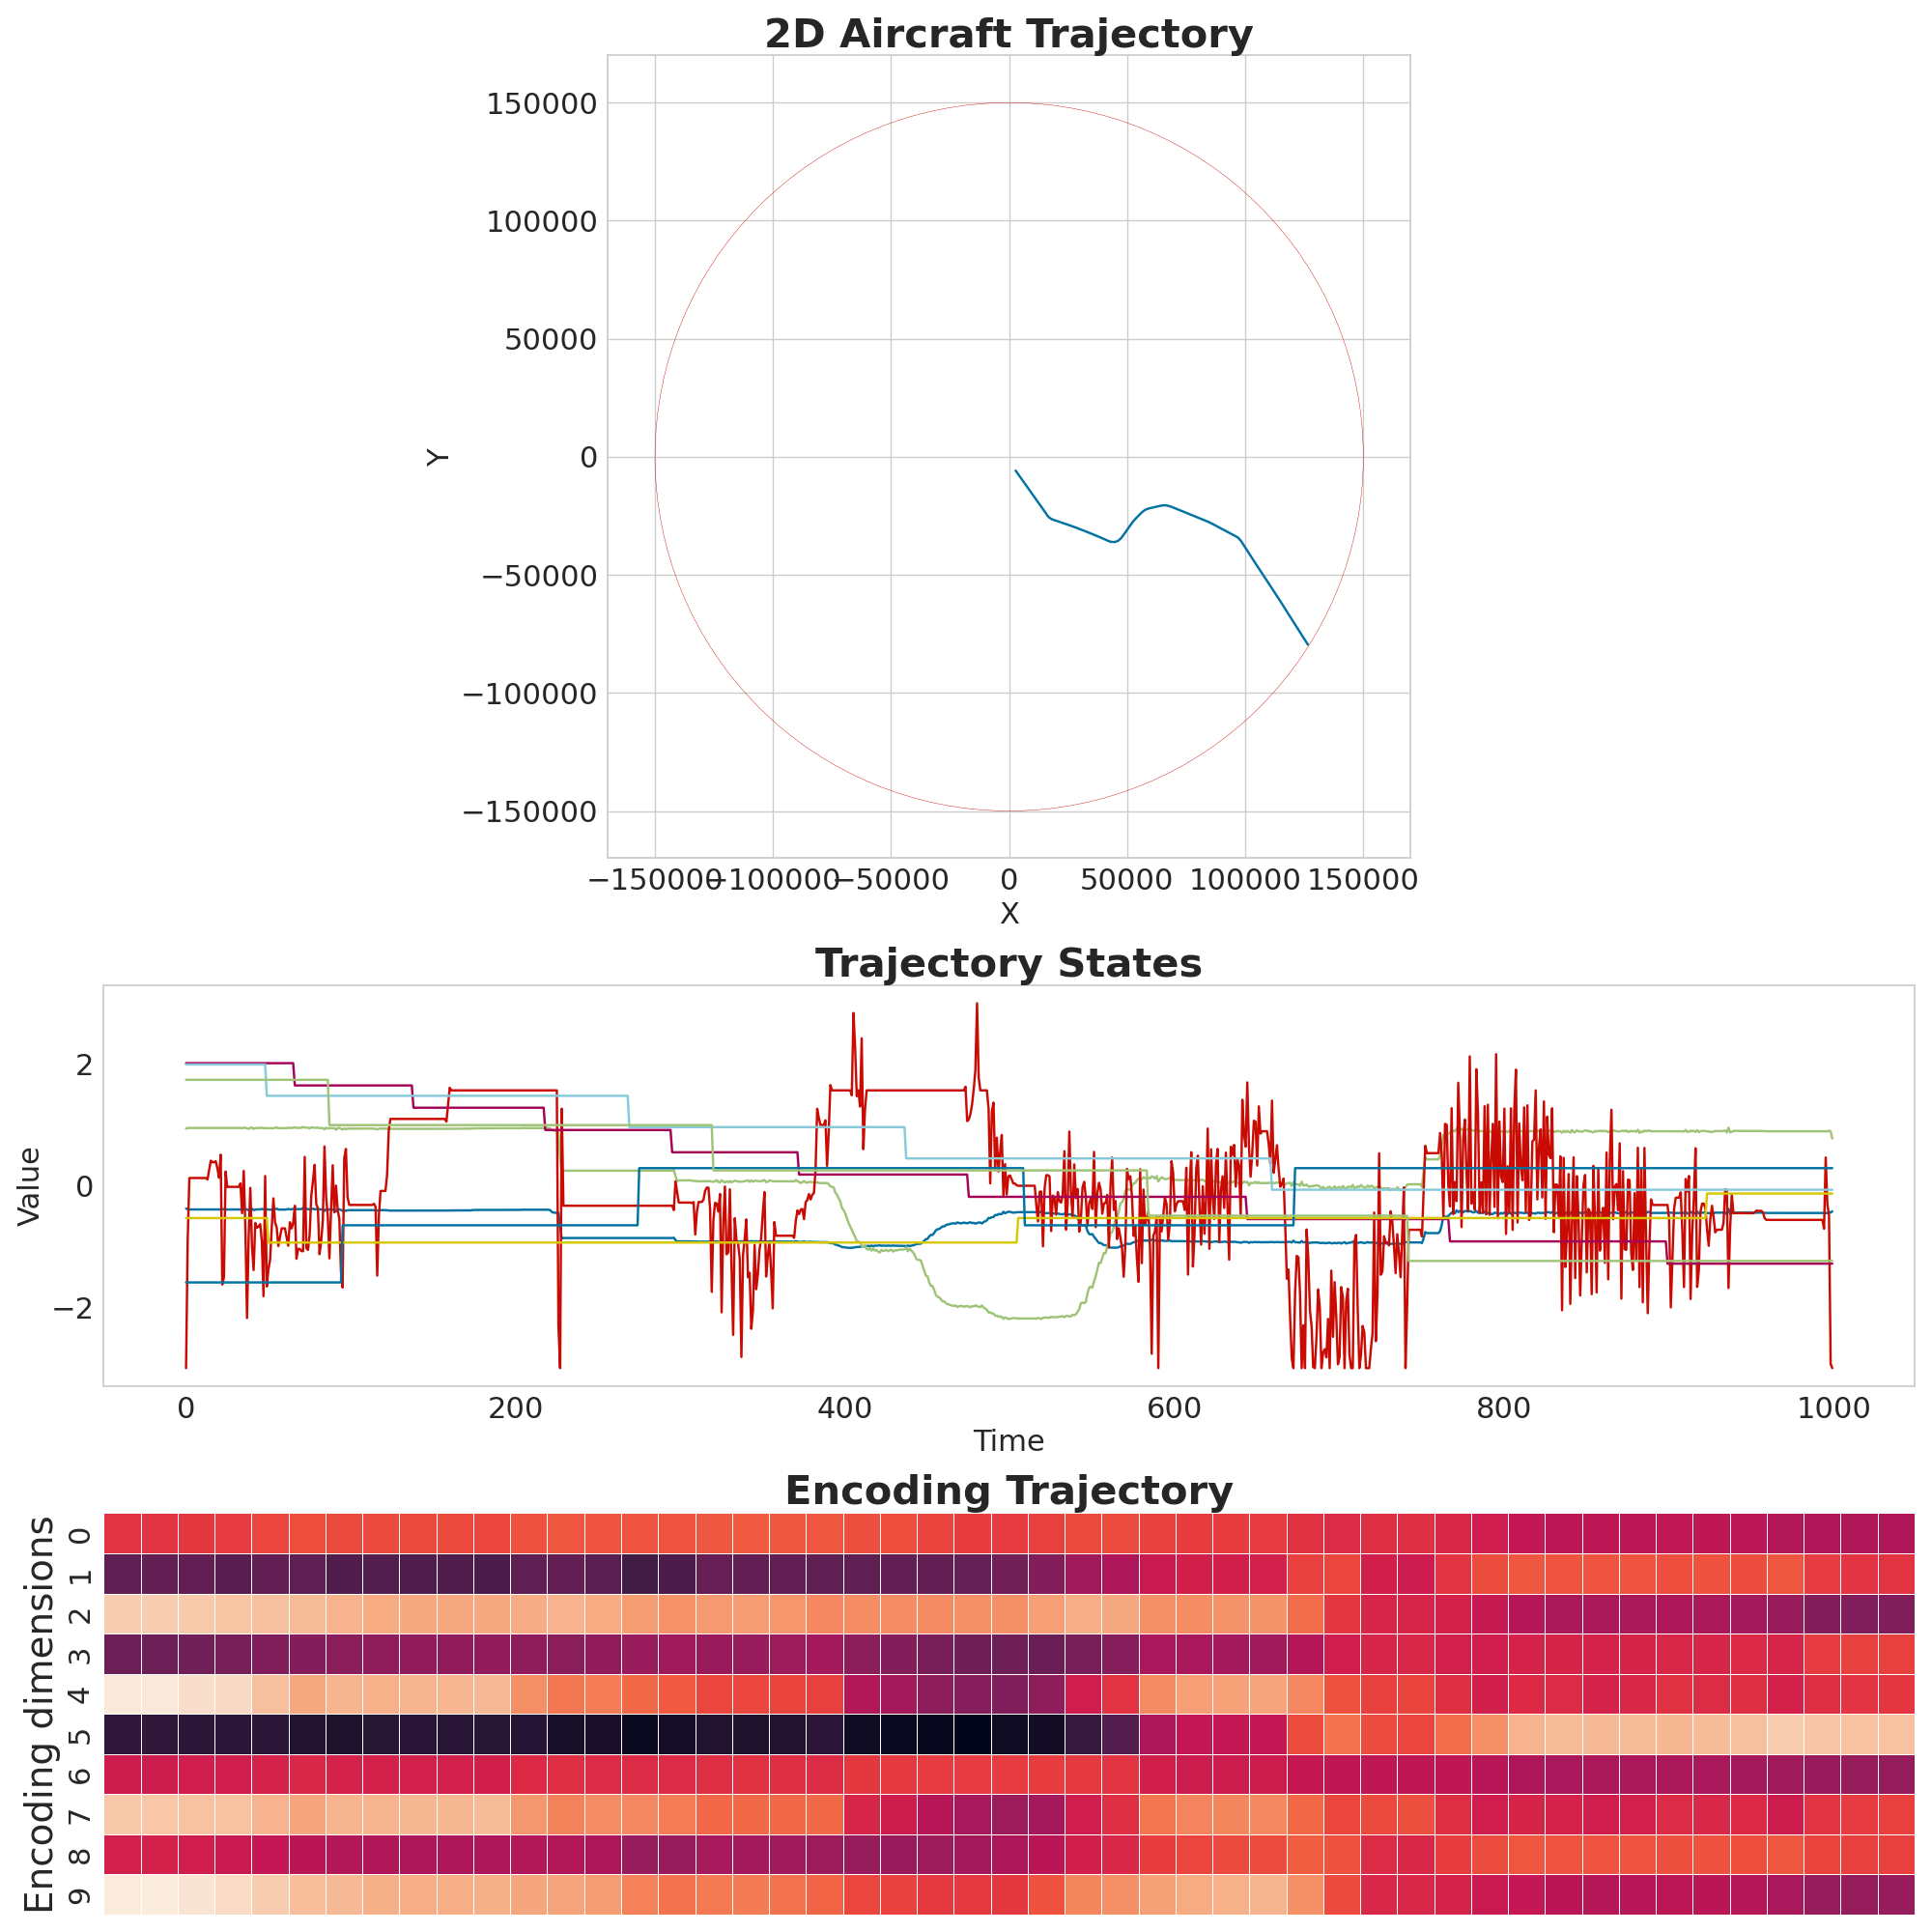 2D Aircraft Trajectory
150000
100000
50000
0
−50000
−100000
−150000
Y
−150000 −100000 −50000 0 50000 100000 150000
X
Trajectory States
2
0
−2
Value
0 200 400 600 800 1000
Time
Encoding Trajectory
Encoding dimensions
0
1
2
3
4
5
6
7
8
9